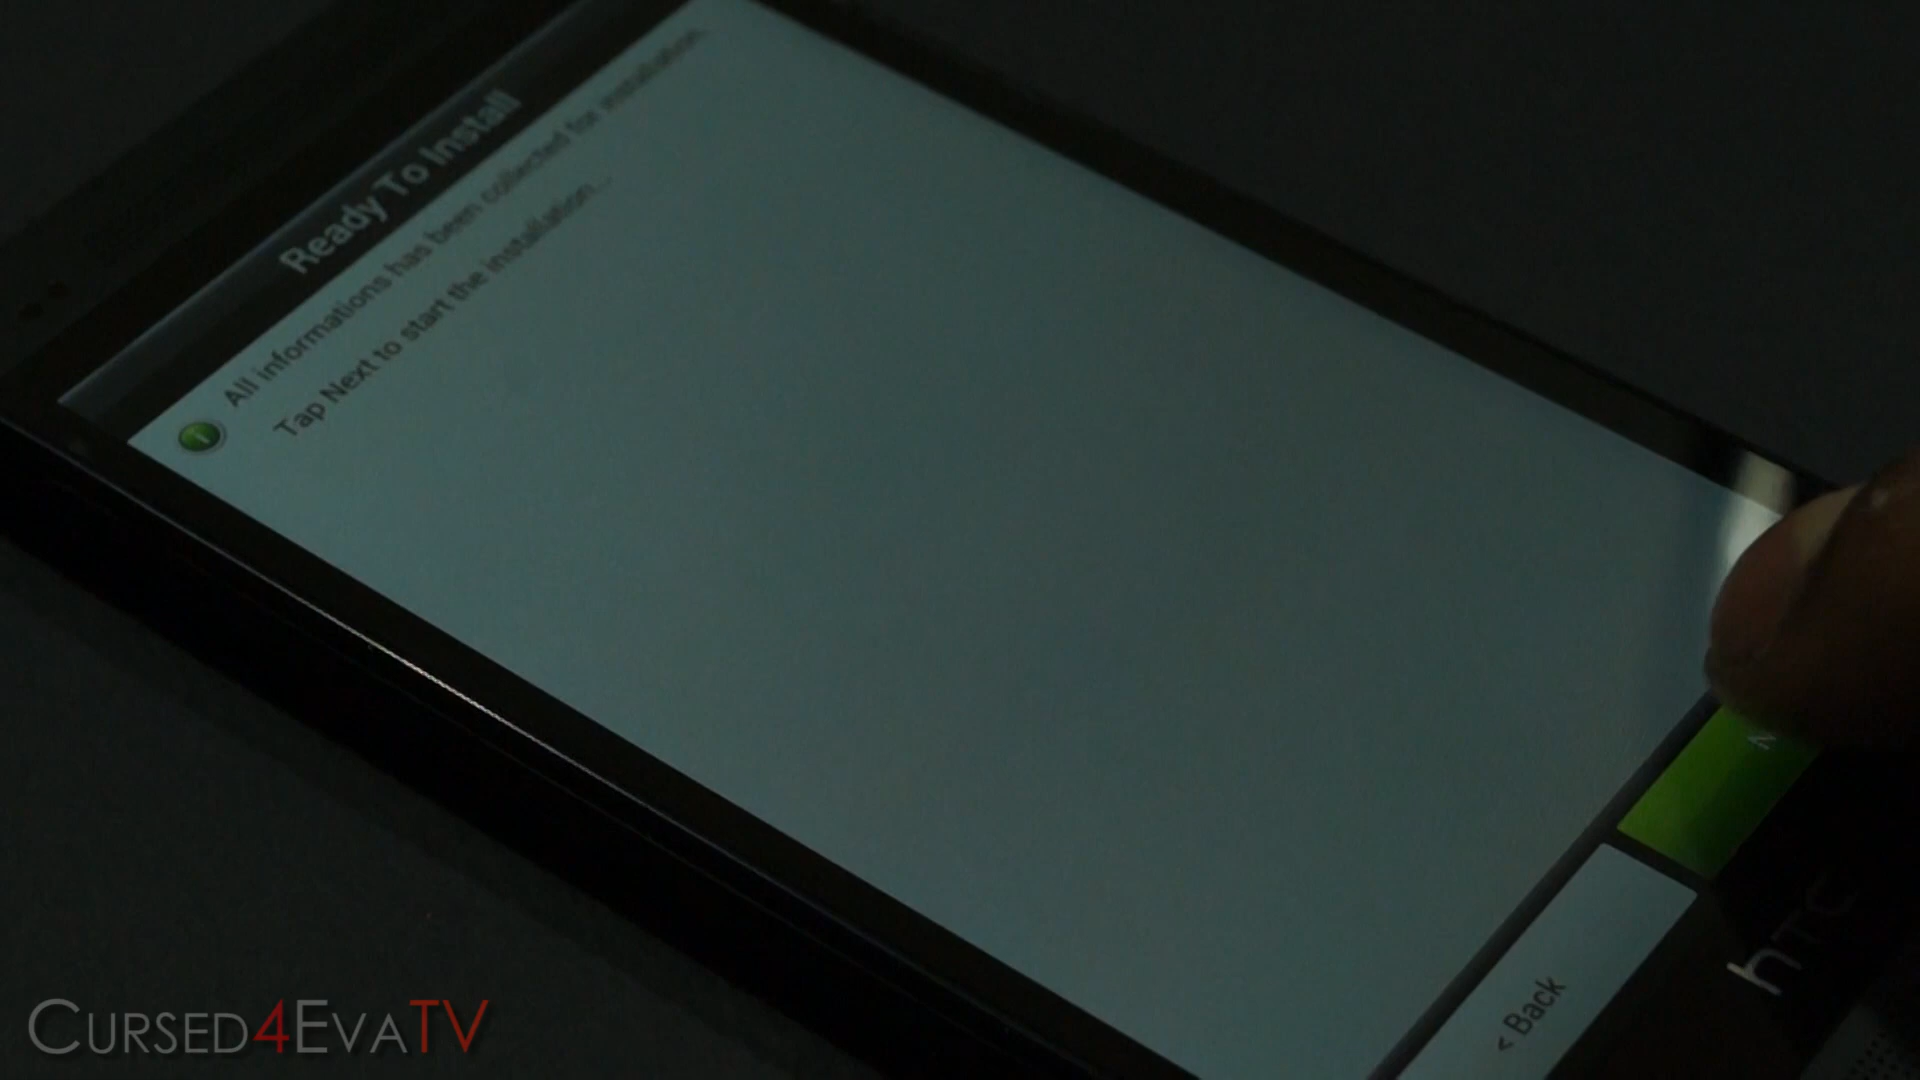 Ready To Install
All informations has been collected for installation.
Tap Next to start the installation...
N
< Back
hTC
CURSED4EVATV